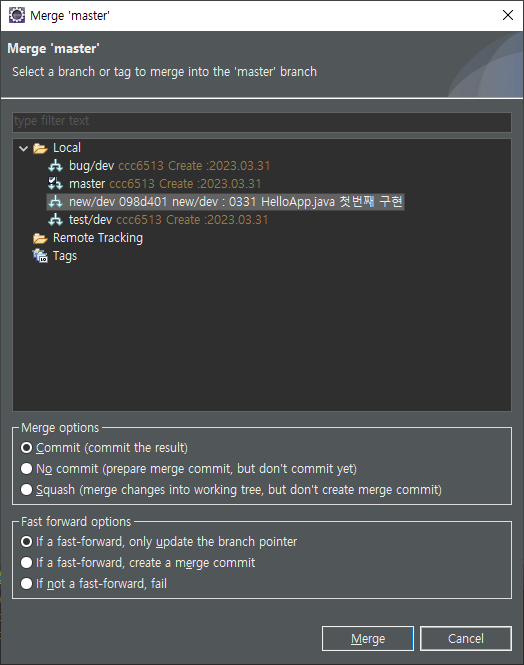 Merge 'master'
Merge 'master'
Select a branch or tag to merge into the 'master' branch
type filter text
Local
bug/dev ccc6513 Create :2023.03.31
master ccc6513 Create :2023.03.31
new/dev 098d401 new/dev : 0331 HelloApp.java 첫번째 구현
test/dev ccc6513 Create :2023.03.31
Remote Tracking
Tags
Merge options
Commit (commit the result)
No commit (prepare merge commit, but don't commit yet)
Squash (merge changes into working tree, but don't create merge commit)
Fast forward options
If a fast-forward, only update the branch pointer
If a fast-forward, create a merge commit
If not a fast-forward, fail
Merge
Cancel